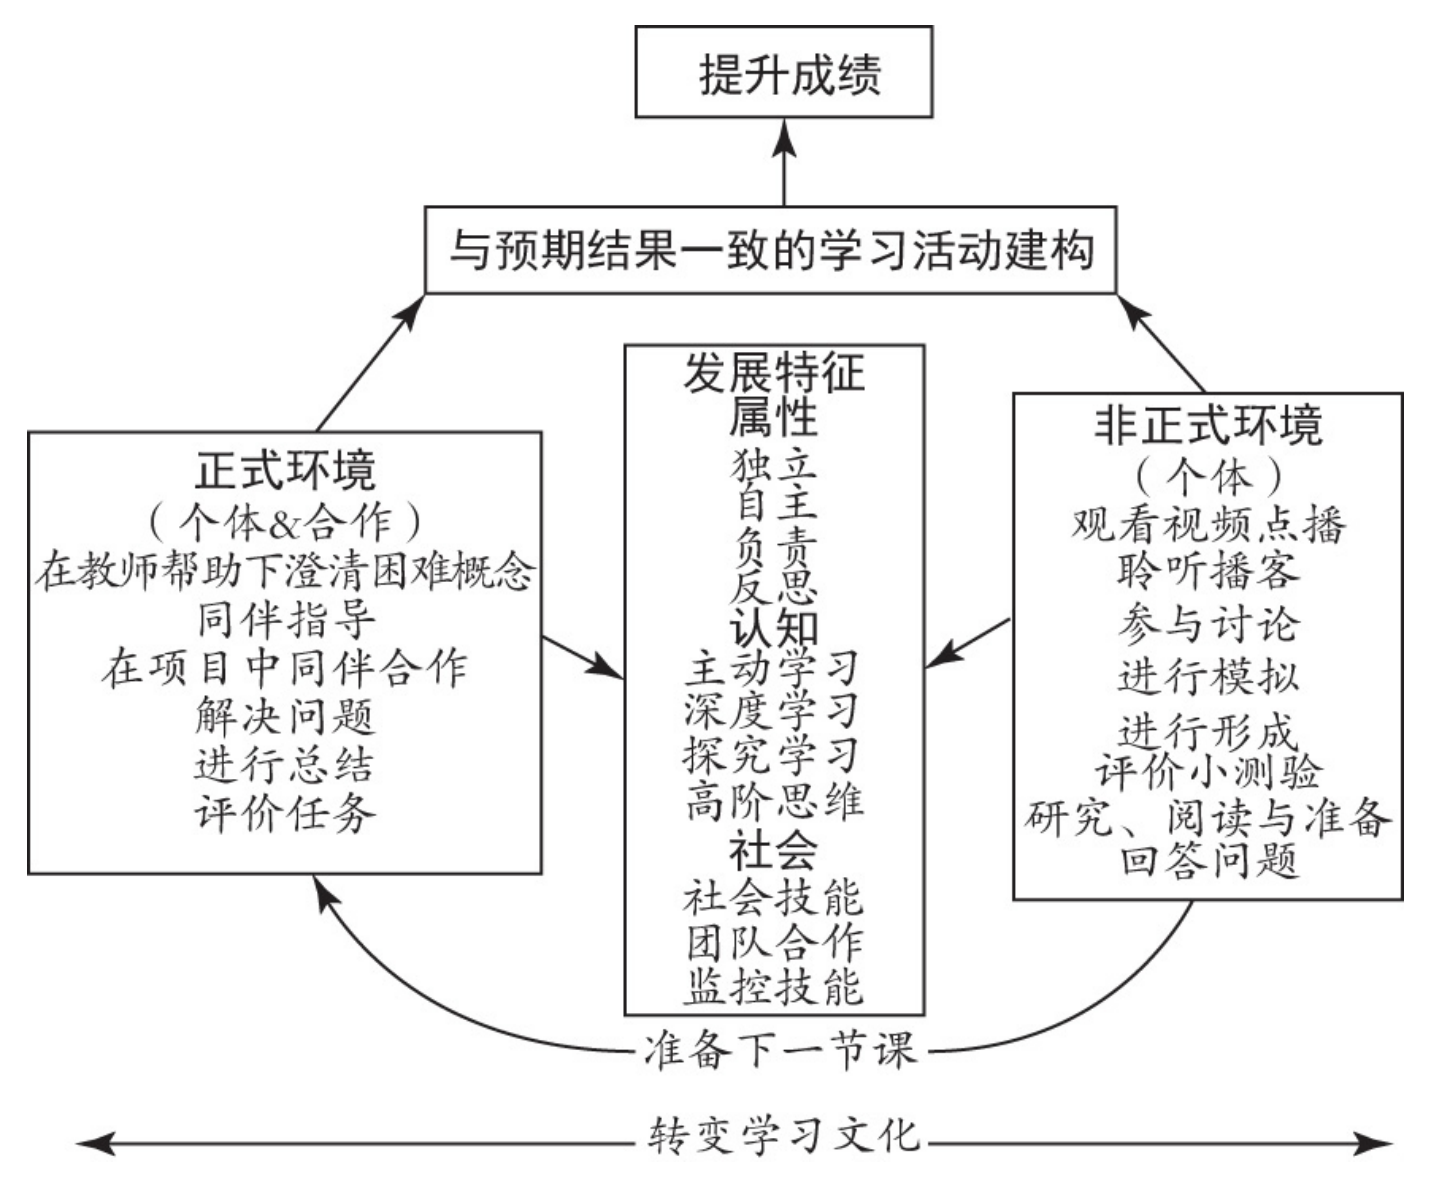 提升成绩
与预期结果一致的学习活动建构
正式环境
（个体&合作）
在教师帮助下澄清困难概念
同伴指导
在项目中同伴合作
解决问题
进行总结
评价任务
发展特征
属性
独立
自主
负责
反思
认知
主动学习
深度学习
探究学习
高阶思维
社会
社会技能
团队合作
监控技能
非正式环境
（个体）
观看视频点播
聆听播客
参与讨论
进行模拟
进行形成
评价小测验
研究、阅读与准备
回答问题
准备下一节课
转变学习文化